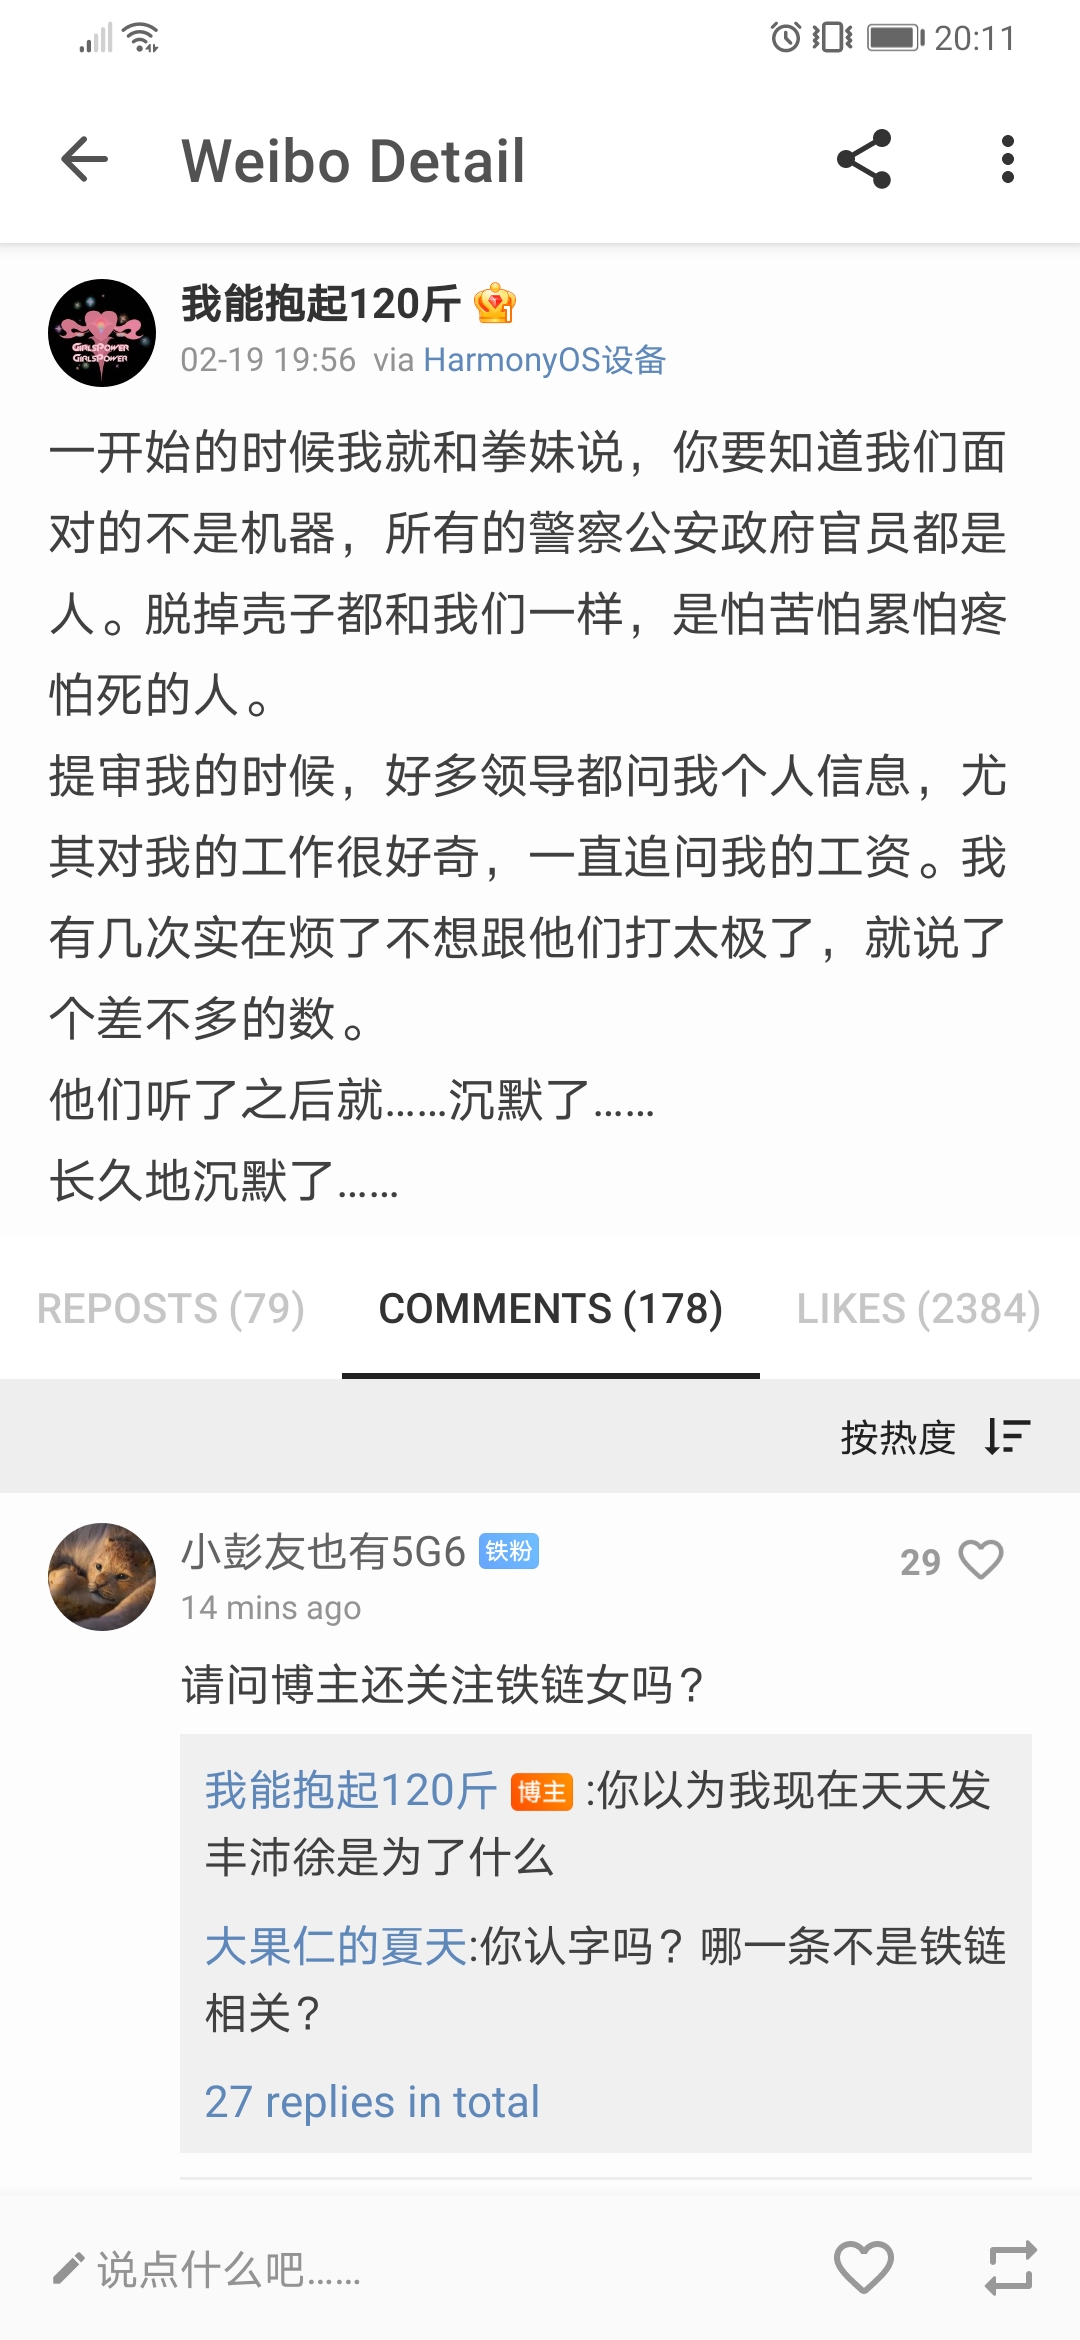 20:11
Weibo Detail
我能抱起120斤
GIRLSPOWER
GIRLSPOWER
02-19 19:56 via HarmonyOS设备
一开始的时候我就和拳妹说，你要知道我们面
对的不是机器，所有的警察公安政府官员都是
人。脱掉壳子都和我们一样，是怕苦怕累怕疼
怕死的人。
提审我的时候，好多领导都问我个人信息，尤
其对我的工作很好奇，一直追问我的工资。我
有几次实在烦了不想跟他们打太极了，就说了
个差不多的数。
他们听了之后就……沉默了……
长久地沉默了……
REPOSTS (79) COMMENTS (178) LIKES (2384)
按热度
小彭友也有5G6 铁粉
29
14 mins ago
请问博主还关注铁链女吗？
我能抱起120斤 博主 :你以为我现在天天发
丰沛徐是为了什么
大果仁的夏天:你认字吗？哪一条不是铁链
相关？
27 replies in total
说点什么吧……